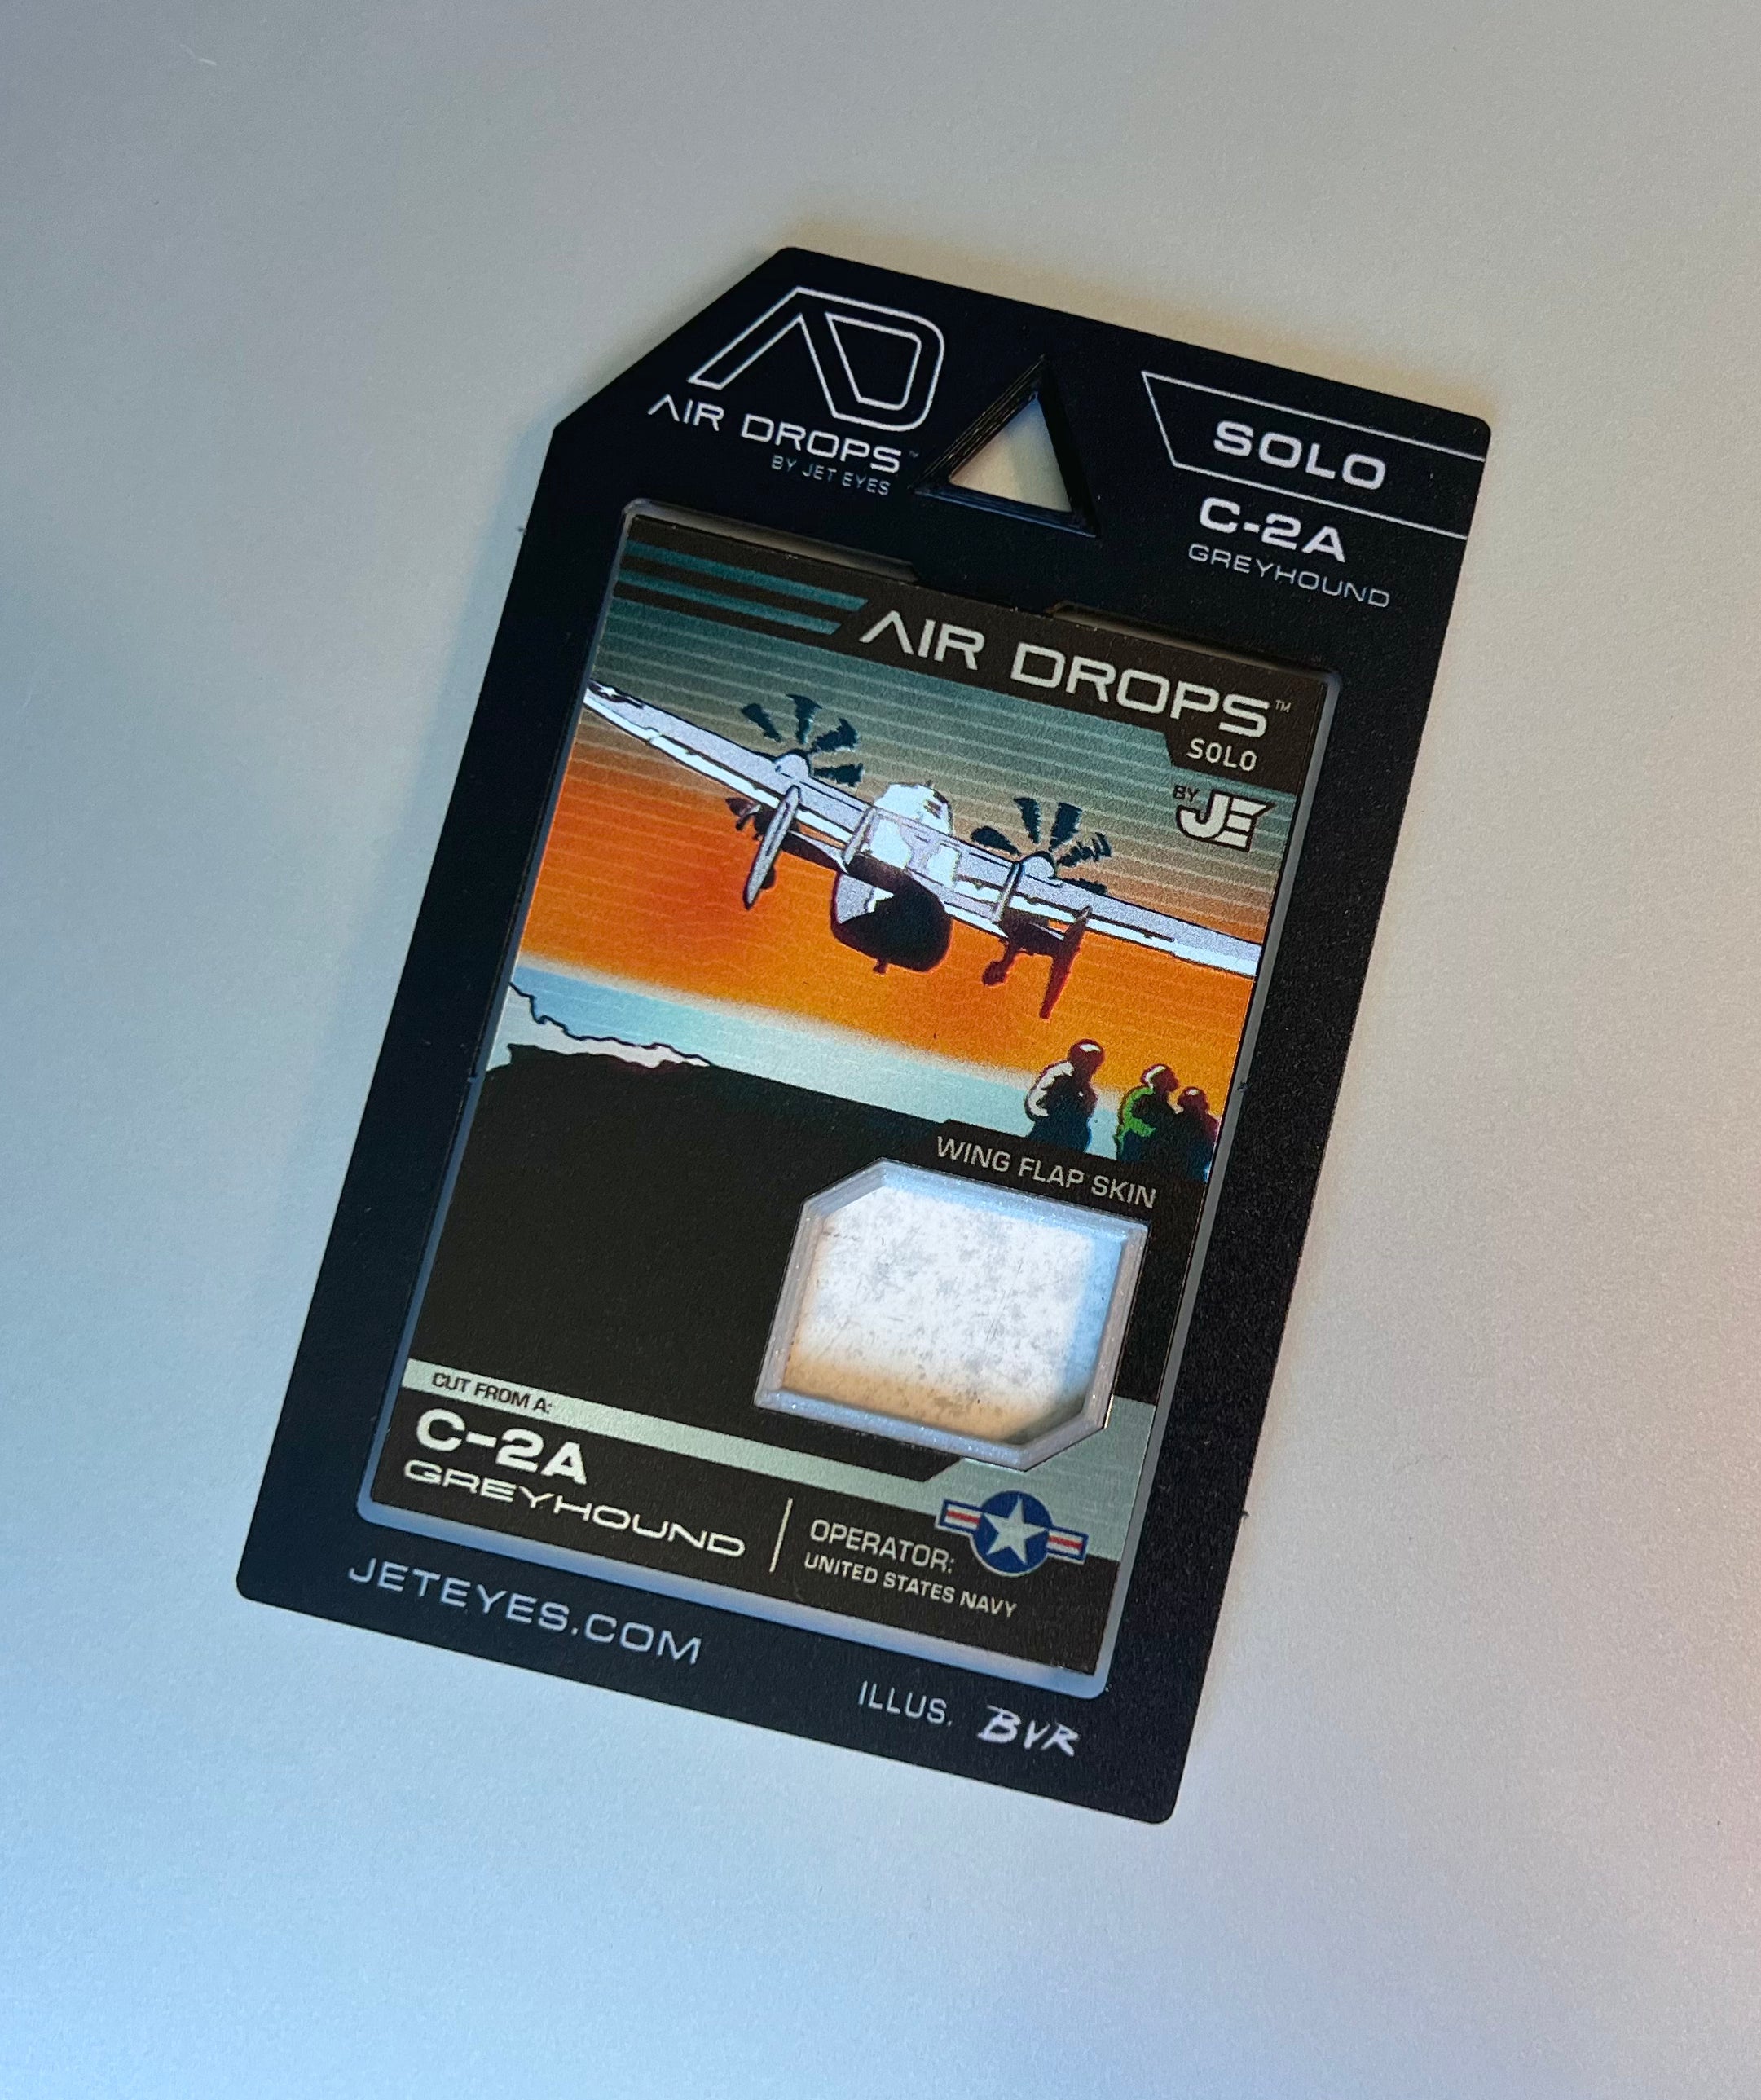 AD
AIR DROPS™
BY JET EYES
SOLO
C-2A
GREYHOUND
AIR DROPS™
SOLO
BY JE
WING FLAP SKIN
CUT FROM A:
C-2A
GREYHOUND
OPERATOR:
UNITED STATES NAVY
JETEYES.COM
ILLUS. BVR